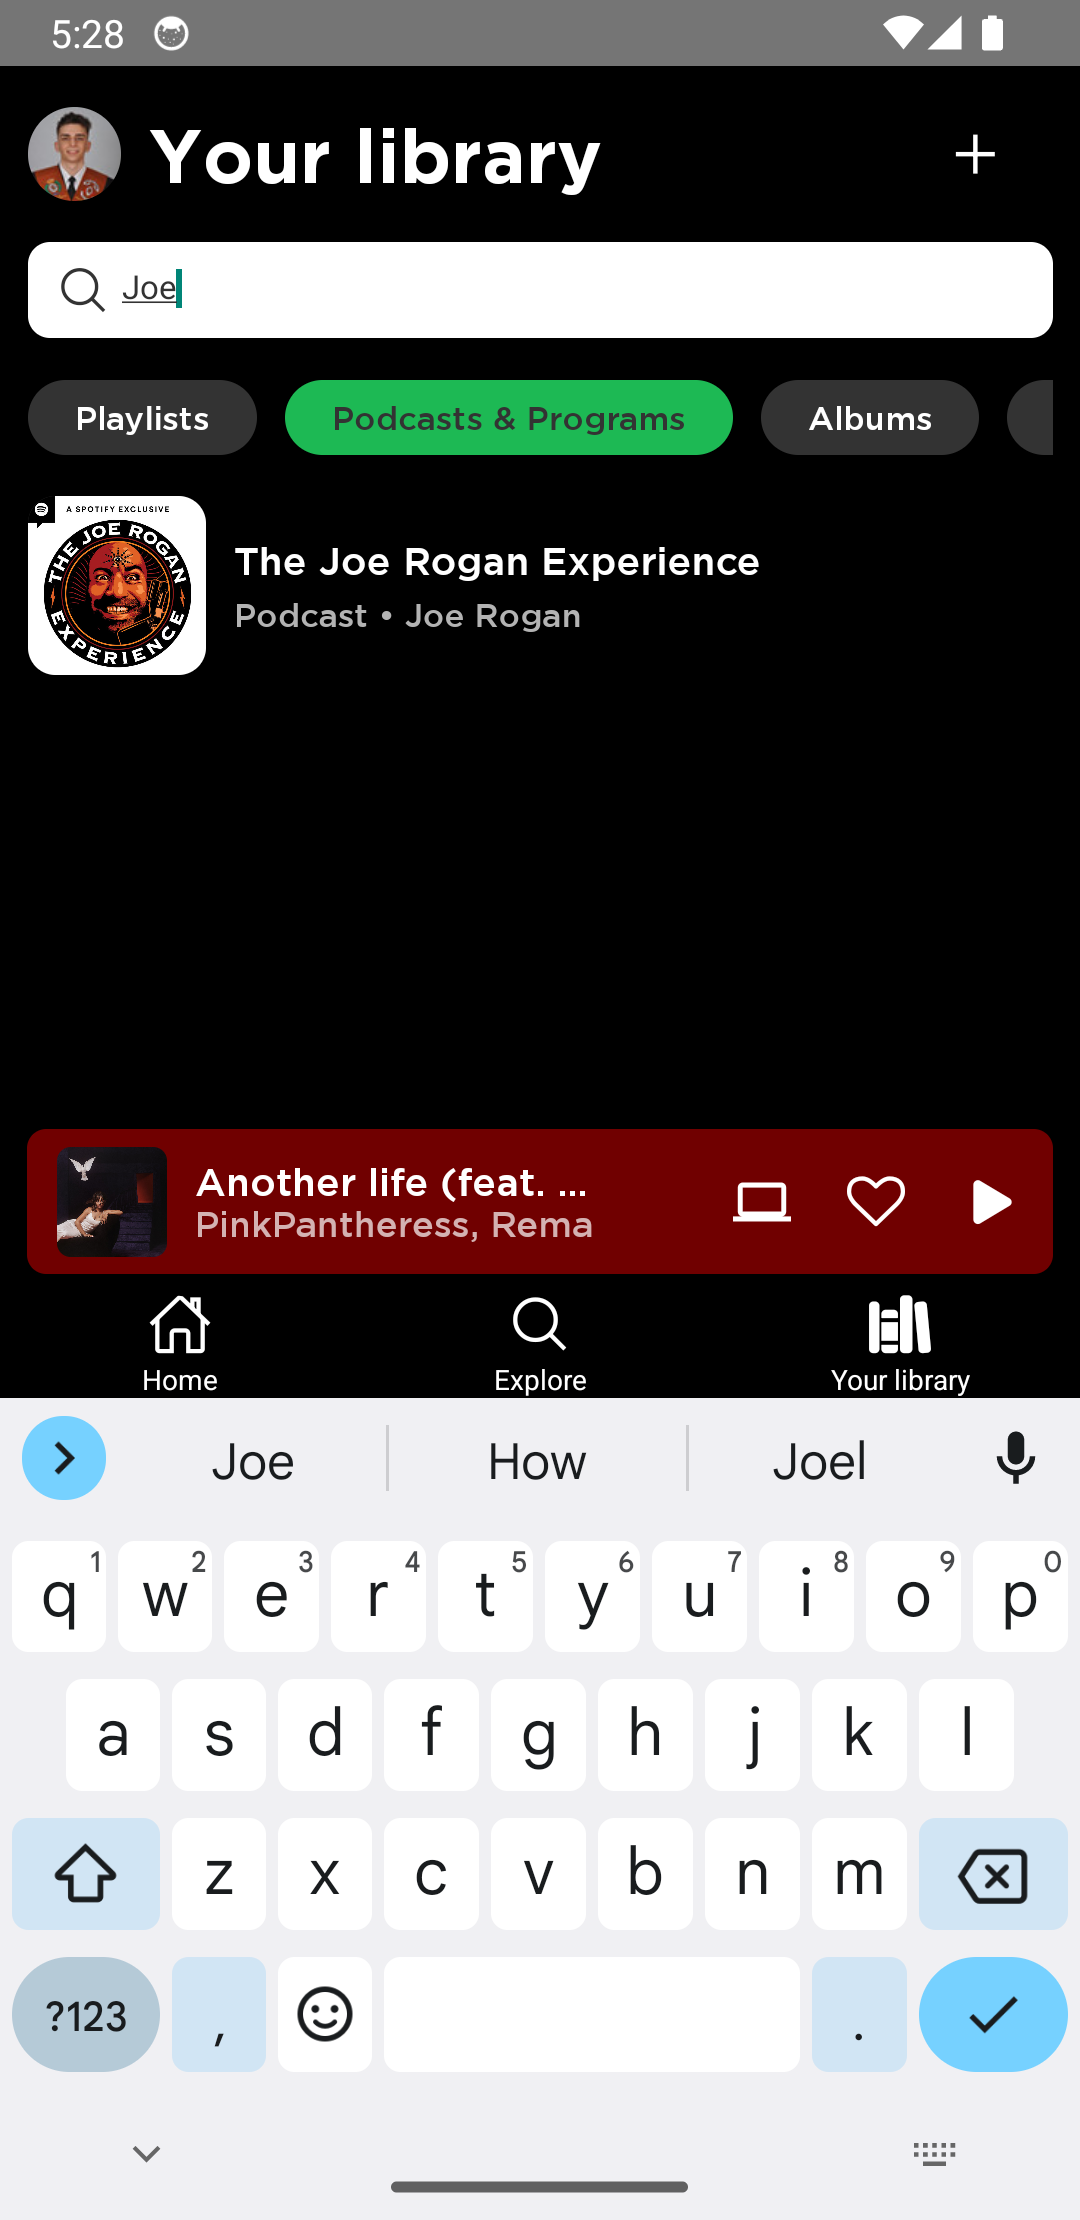 5:28
Your library
Joe
Playlists
Podcasts & Programs
Albums
A SPOTIFY EXCLUSIVE
THE JOE ROGAN
EXPERIENCE
The Joe Rogan Experience
Podcast • Joe Rogan
Another life (feat. ...
PinkPantheress, Rema
Home
Explore
Your library
Joe
How
Joel
q 1 w 2 e 3 r 4 t 5 y 6 u 7 i 8 o 9 p 0
a s d f g h j k l
z x c v b n m
?123 , .